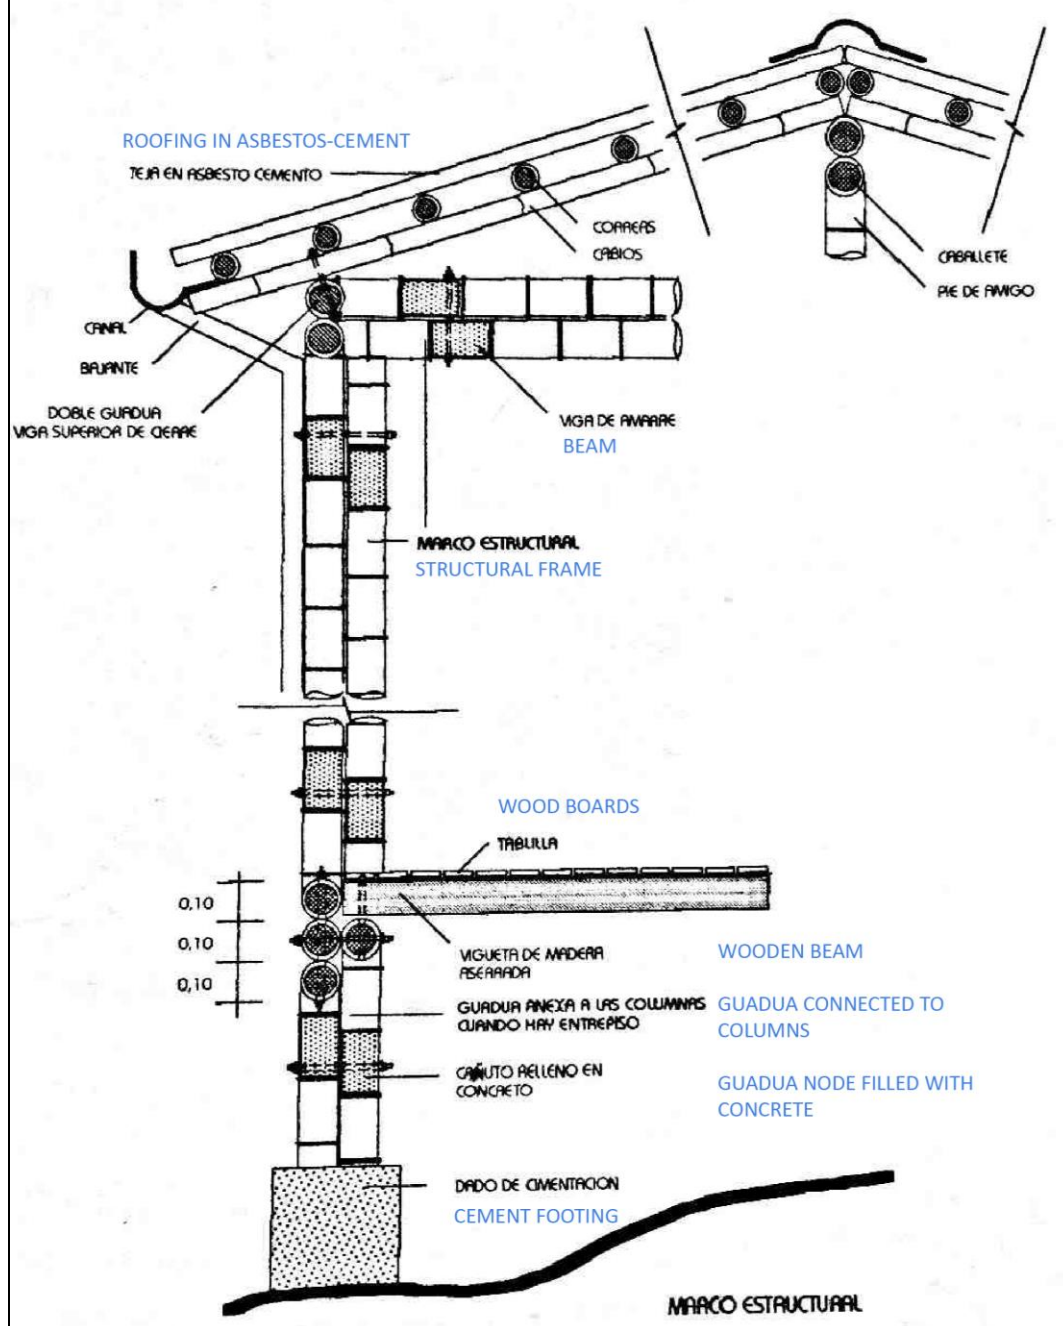 ROOFING IN ASBESTOS-CEMENT
TEJA EN ASBESTO CEMENTO
CORREAS
CABIOS
CABALLETE
PIE DE AMIGO
CANAL
BAJANTE
DOBLE GUADUA
VIGA SUPERIOR DE CIERRE
VIGA DE AMARRE
BEAM
MARCO ESTRUCTURAL
STRUCTURAL FRAME
WOOD BOARDS
TABLILLA
0,10
0,10
0,10
VIGUETA DE MADERA
ASERRADA
WOODEN BEAM
GUADUA ANEXA A LAS COLUMNAS
CUANDO HAY ENTREPISO
GUADUA CONNECTED TO
COLUMNS
CAÑUTO RELLENO EN
CONCRETO
GUADUA NODE FILLED WITH
CONCRETE
DADO DE CIMENTACION
CEMENT FOOTING
MARCO ESTRUCTURAL